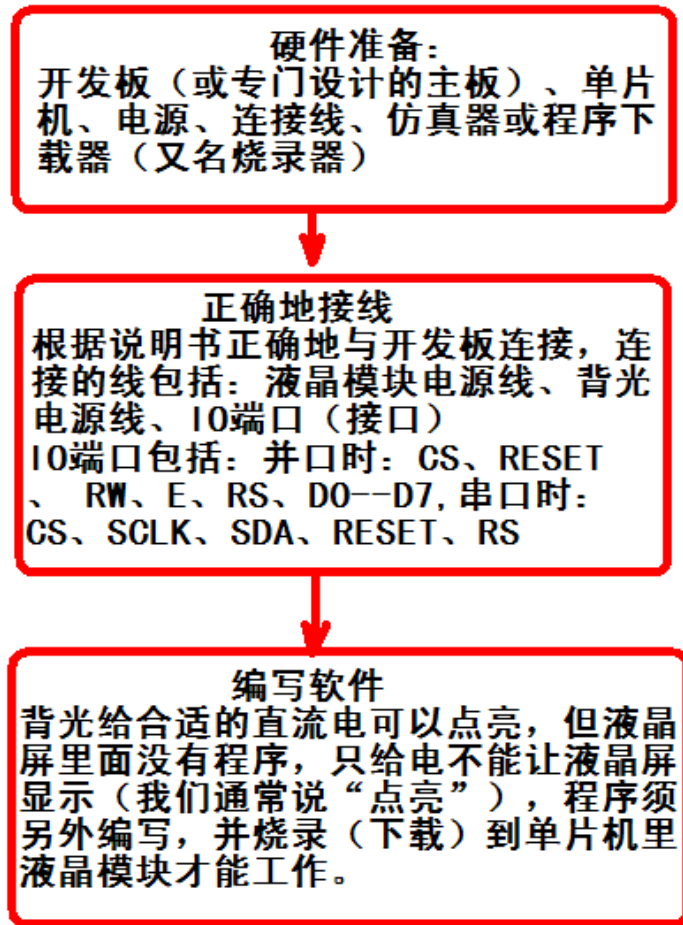 硬件准备：
开发板（或专门设计的主板）、单片
机、电源、连接线、仿真器或程序下
载器（又名烧录器）
正确地接线
根据说明书正确地与开发板连接，连
接的线包括：液晶模块电源线、背光
电源线、IO端口（接口）
IO端口包括：并口时：CS、RESET
、 RW、E、RS、D0--D7,串口时：
CS、SCLK、SDA、RESET、RS
编写软件
背光给合适的直流电可以点亮，但液晶
屏里面没有程序，只给电不能让液晶屏
显示（我们通常说“点亮”），程序须
另外编写，并烧录（下载）到单片机里
液晶模块才能工作。